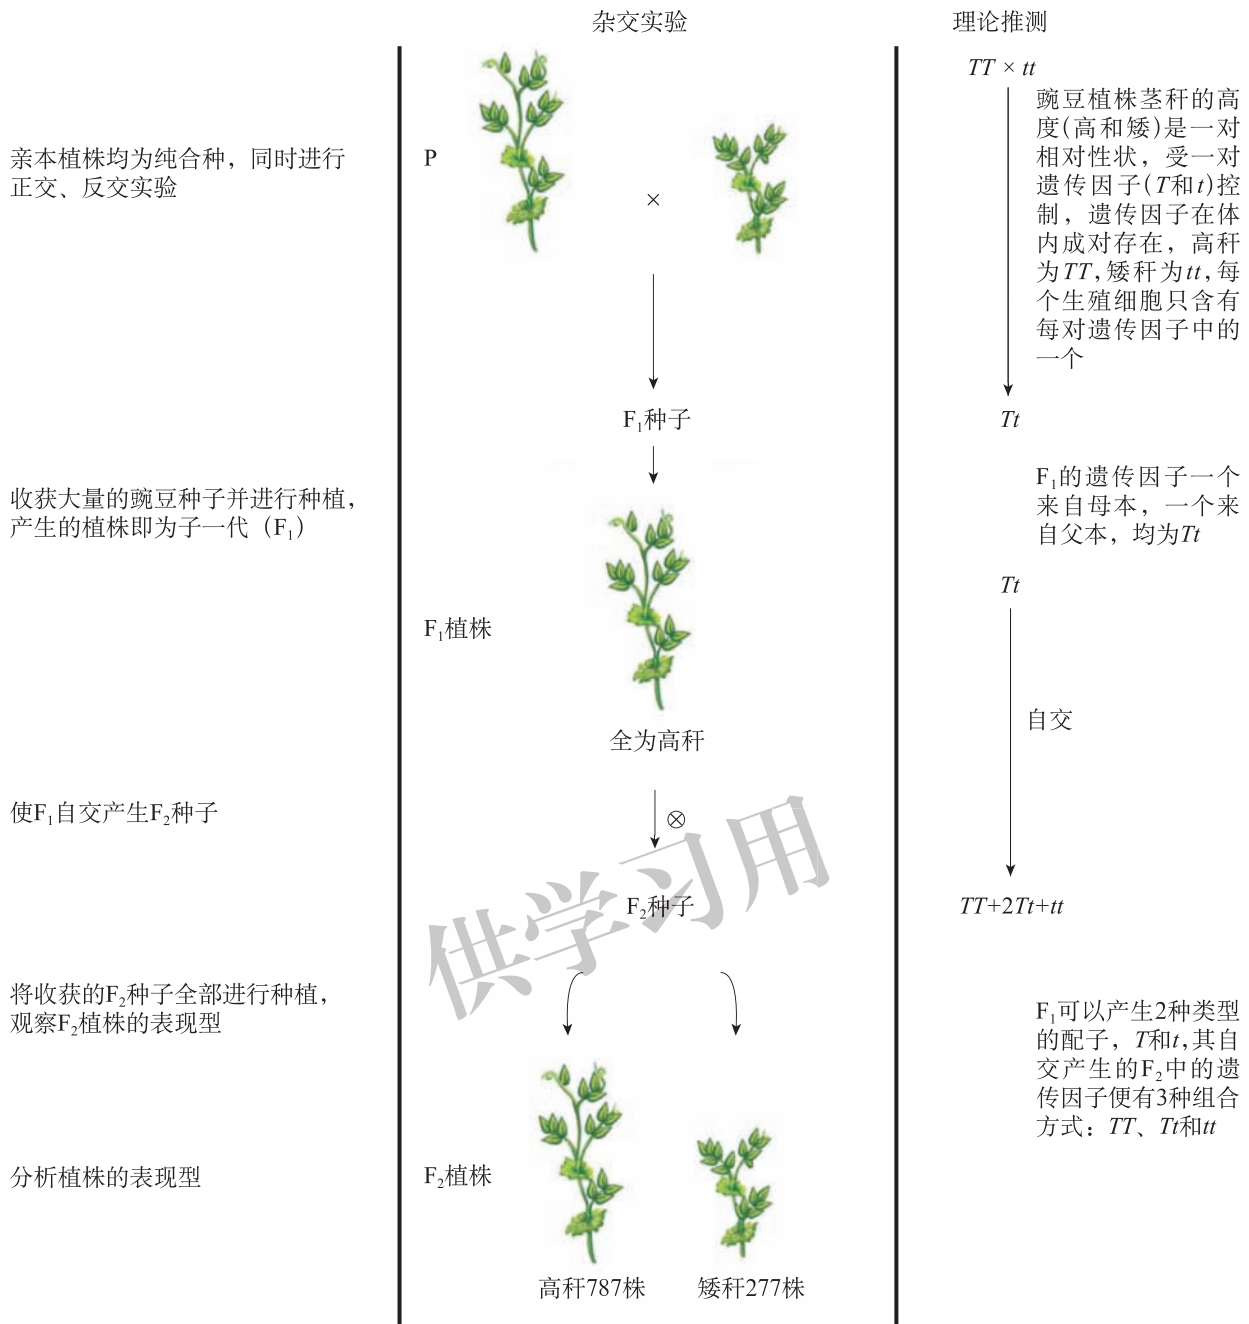 杂交实验
理论推测
亲本植株均为纯合种，同时进行
正交、反交实验
P
×
TT × tt
豌豆植株茎秆的高
度(高和矮)是一对
相对性状，受一对
遗传因子(T和t)控
制，遗传因子在体
内成对存在，高秆
为TT,矮秆为tt,每
个生殖细胞只含有
每对遗传因子中的
一个
F₁种子
Tt
收获大量的豌豆种子并进行种植，
产生的植株即为子一代（F₁）
F₁的遗传因子一个
来自母本，一个来
自父本，均为Tt
F₁植株
全为高秆
Tt
自交
使F₁自交产生F₂种子
⊗
F₂种子
TT+2Tt+tt
供学习用
将收获的F₂种子全部进行种植，
观察F₂植株的表现型
F₁可以产生2种类型
的配子，T和t,其自
交产生的F₂中的遗
传因子便有3种组合
方式：TT、Tt和tt
分析植株的表现型
F₂植株
高秆787株
矮秆277株